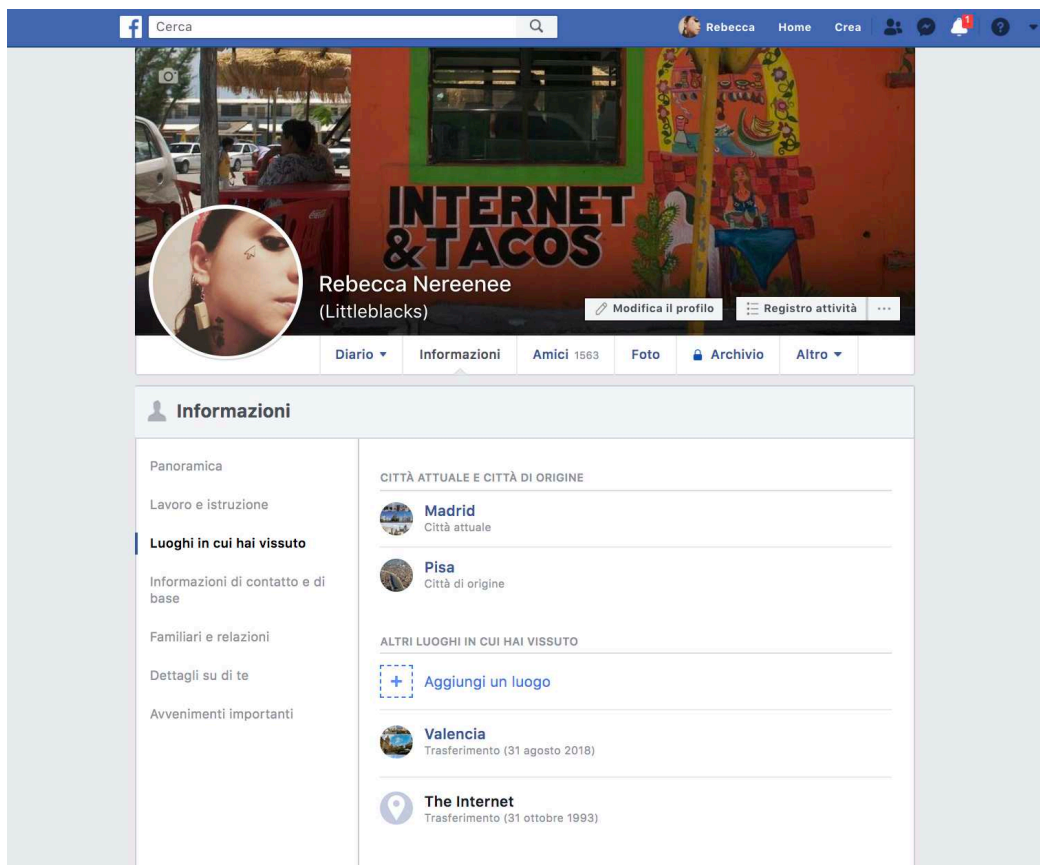 f
Cerca
Rebecca Home Crea
1
?
INTERNET
&TACOS
Rebecca Nereenee
(Littleblacks)
Modifica il profilo
Registro attività
...
Diario Informazioni Amici 1563 Foto Archivio Altro
Informazioni
Panoramica
Lavoro e istruzione
Luoghi in cui hai vissuto
Informazioni di contatto e di
base
Familiari e relazioni
Dettagli su di te
Avvenimenti importanti
CITTÀ ATTUALE E CITTÀ DI ORIGINE
Madrid
Città attuale
Pisa
Città di origine
ALTRI LUOGHI IN CUI HAI VISSUTO
+ Aggiungi un luogo
Valencia
Trasferimento (31 agosto 2018)
The Internet
Trasferimento (31 ottobre 1993)